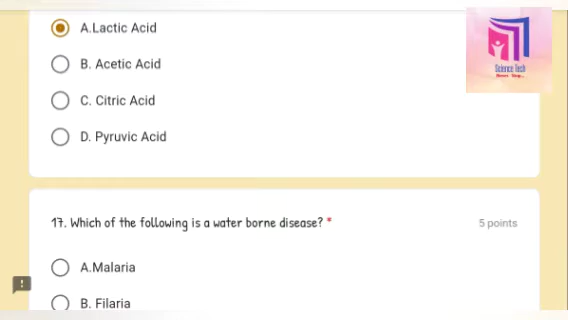 A.Lactic Acid
B. Acetic Acid
C. Citric Acid
D. Pyruvic Acid
Science Tech
17. Which of the following is a water borne disease? *
5 points
A.Malaria
B. Filaria